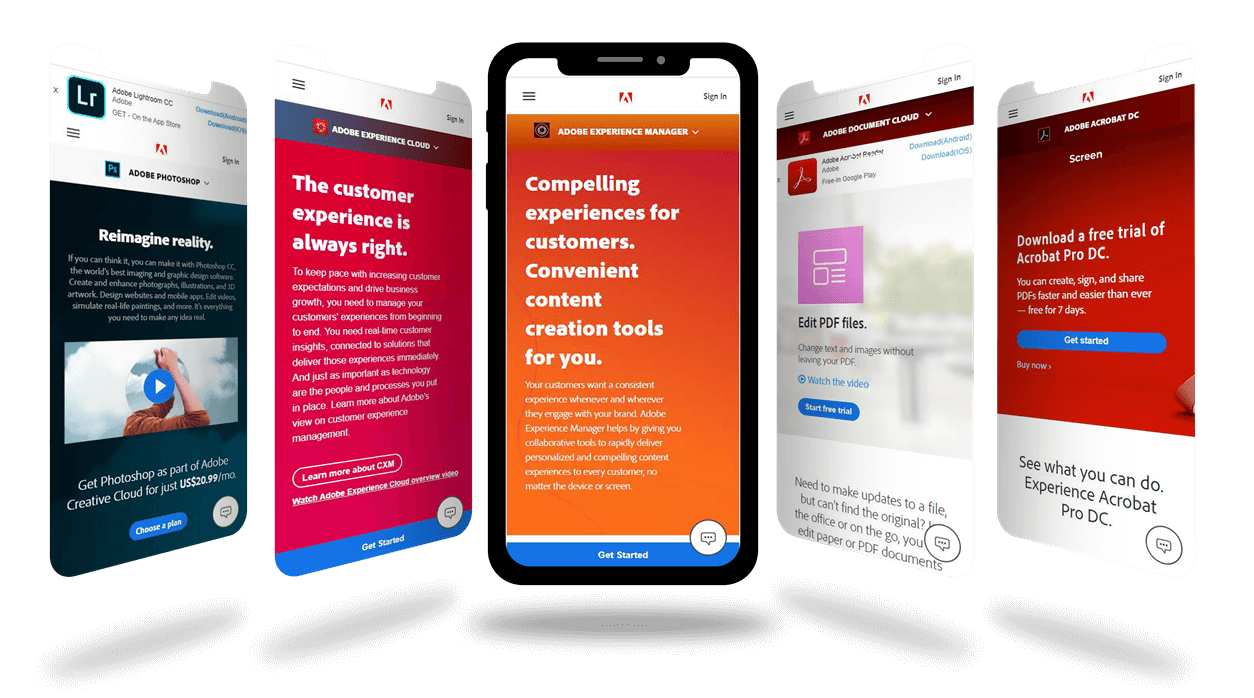 x
Lr
Adobe Lightroom CC
Adobe
GET - On the App Store
Download(Android)
Download(IOS)
Sign In
Ps
ADOBE PHOTOSHOP
Reimagine reality.
If you can think it, you can make it with Photoshop CC,
the world's best imaging and graphic design software.
Create and enhance photographs, illustrations, and 3D
artwork. Design websites and mobile apps. Edit videos,
simulate real-life paintings, and more. It's everything
you need to make any idea real.
Get Photoshop as part of Adobe
Creative Cloud for just US$20.99/mo.
Choose a plan
Sign In
ADOBE EXPERIENCE CLOUD
The customer
experience is
always right.
To keep pace with increasing customer
expectations and drive business
growth, you need to manage your
customers' experiences from beginning
to end. You need real-time customer
insights, connected to solutions that
deliver those experiences immediately.
And just as important as technology
are the people and processes you put
in place. Learn more about Adobe's
view on customer experience
management.
Learn more about CXM
Watch Adobe Experience Cloud overview video
Get Started
Sign In
ADOBE EXPERIENCE MANAGER
Compelling
experiences for
customers.
Convenient
content
creation tools
for you.
Your customers want a consistent
experience whenever and wherever
they engage with your brand. Adobe
Experience Manager helps by giving you
collaborative tools to rapidly deliver
personalized and compelling content
experiences to every customer, no
matter the device or screen.
Get Started
Sign In
ADOBE DOCUMENT CLOUD
x
Adobe Acrobat Reader
Adobe
Free-In Google Play
Download(Android)
Download(IOS)
Edit PDF files.
Change text and images without
leaving your PDF.
Watch the video
Start free trial
Need to make updates to a file,
but can't find the original?
the office or on the go, you
edit paper or PDF documents
Sign In
ADOBE ACROBAT DC
Screen
Download a free trial of
Acrobat Pro DC.
You can create, sign, and share
PDFs faster and easier than ever
— free for 7 days.
Get started
Buy now ›
See what you can do.
Experience Acrobat
Pro DC.